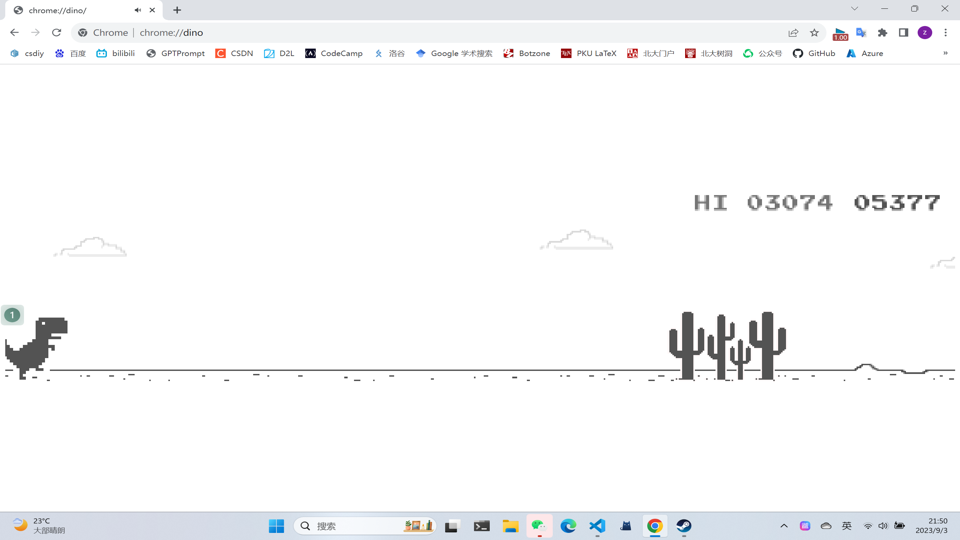 chrome://dino/
Chrome | chrome://dino
1.00
z
csdiy 百度 bilibili GPTPrompt CSDN D2L CodeCamp 洛谷 Google 学术搜索 Botzone PKU LaTeX 北大门户 北大树洞 公众号 GitHub Azure »
HI 03074 05377
1
23°C
大部晴朗
搜索
英
21:50
2023/9/3